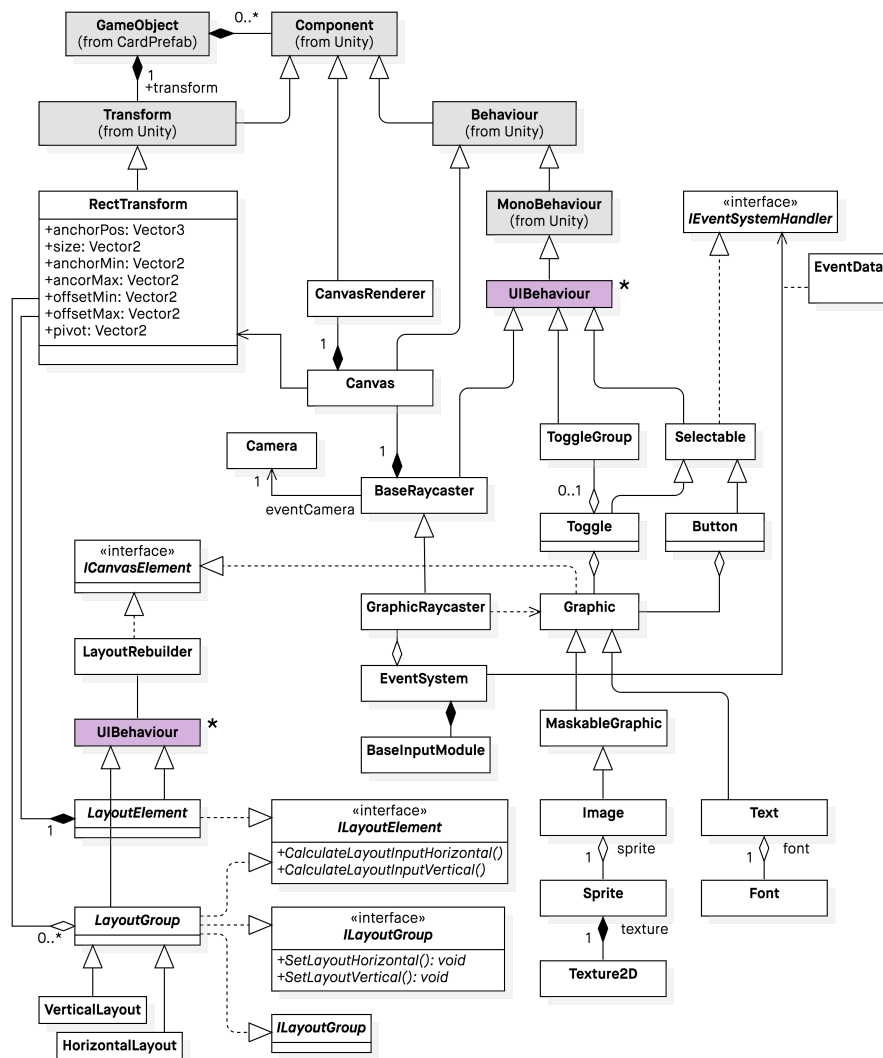 GameObject
(from CardPrefab)
0..*
Component
(from Unity)
1
+transform
Transform
(from Unity)
Behaviour
(from Unity)
RectTransform
+anchorPos: Vector3
+size: Vector2
+anchorMin: Vector2
+ancorMax: Vector2
+offsetMin: Vector2
+offsetMax: Vector2
+pivot: Vector2
MonoBehaviour
(from Unity)
«interface»
IEventSystemHandler
EventData
CanvasRenderer
UIBehaviour
*
1
Canvas
Camera
1
eventCamera
1
BaseRaycaster
ToggleGroup
Selectable
0..1
Toggle
Button
«interface»
ICanvasElement
GraphicRaycaster
Graphic
LayoutRebuilder
EventSystem
UIBehaviour
*
BaseInputModule
MaskableGraphic
LayoutElement
1
«interface»
ILayoutElement
+CalculateLayoutInputHorizontal()
+CalculateLayoutInputVertical()
Image
Text
1
sprite
1
font
Sprite
Font
LayoutGroup
0..*
«interface»
ILayoutGroup
+SetLayoutHorizontal(): void
+SetLayoutVertical(): void
1
texture
Texture2D
VerticalLayout
HorizontalLayout
ILayoutGroup